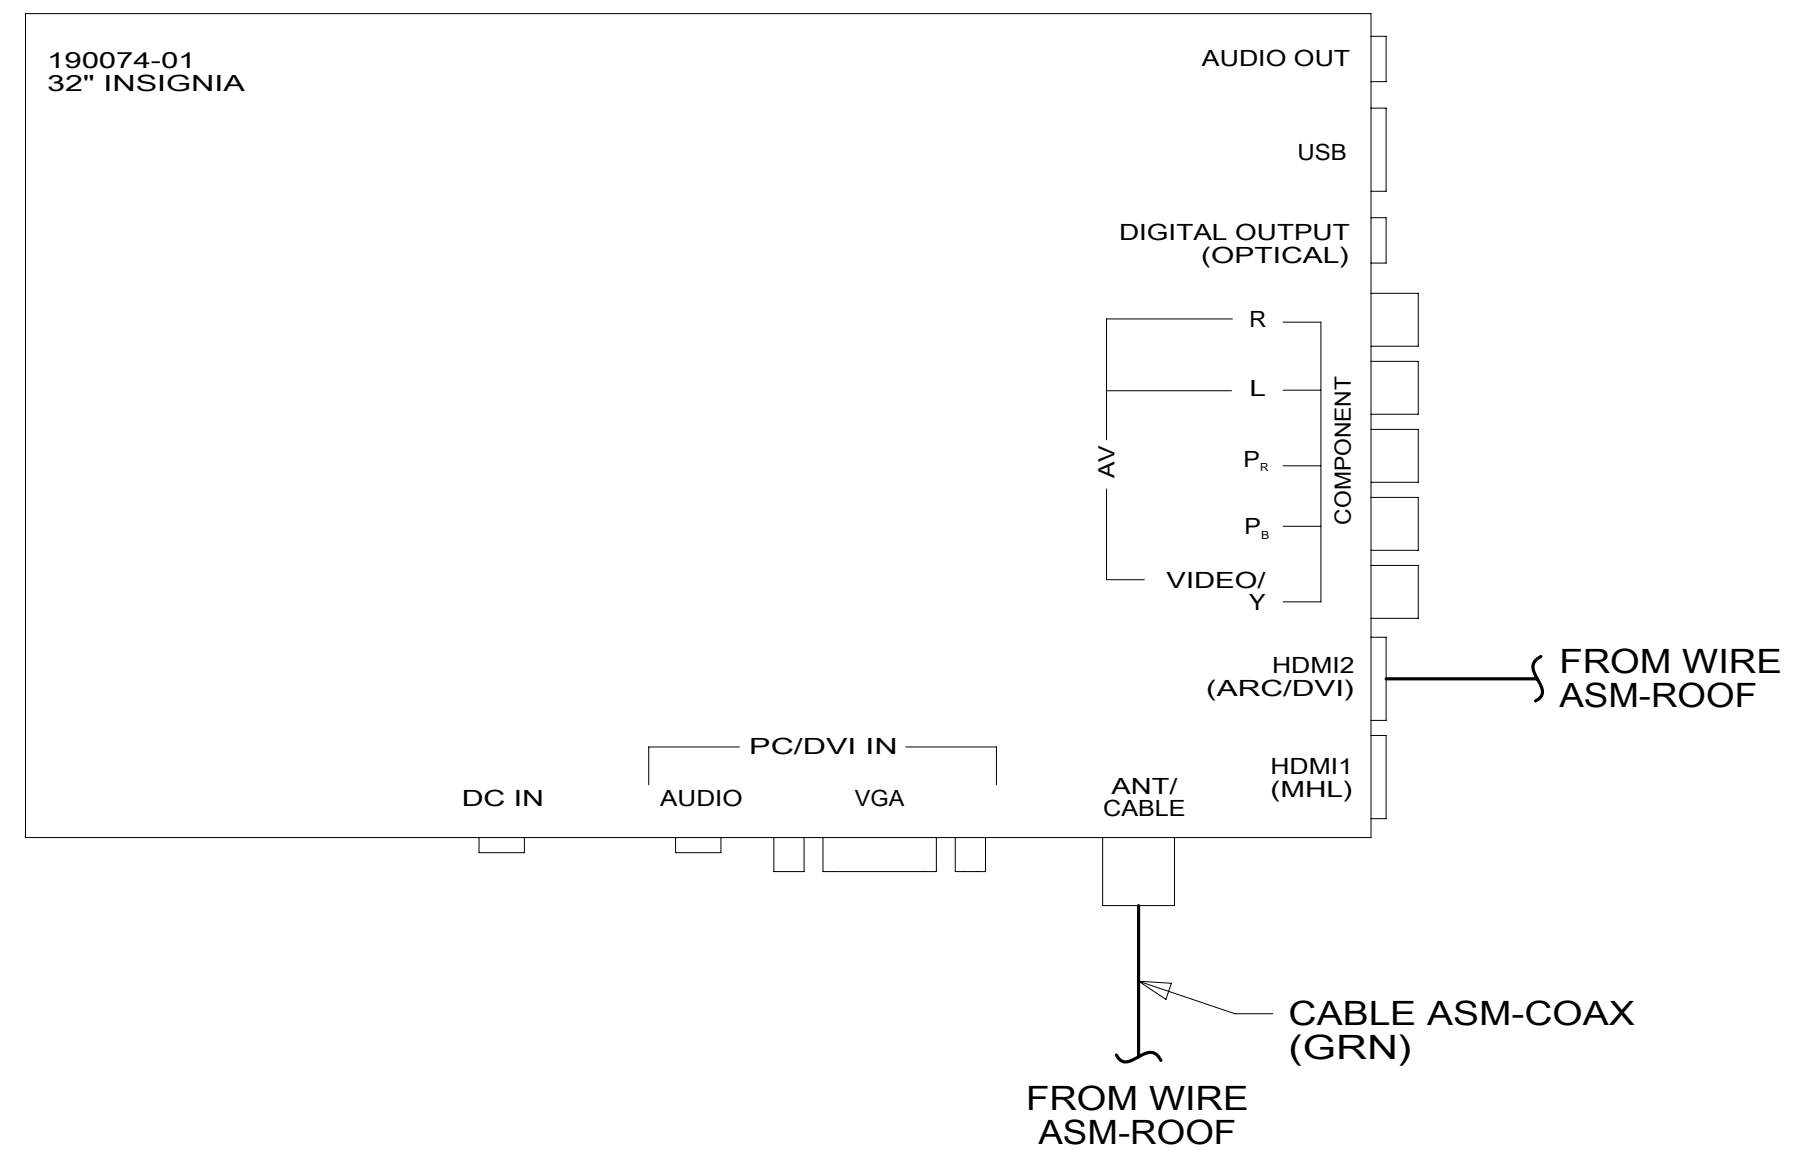 190074-01
32" INSIGNIA
AUDIO OUT
USB
DIGITAL OUTPUT
(OPTICAL)
R
L
PR
PB
VIDEO/
Y
AV
COMPONENT
HDMI2
(ARC/DVI)
FROM WIRE
ASM-ROOF
HDMI1
(MHL)
PC/DVI IN
DC IN
AUDIO
VGA
ANT/
CABLE
CABLE ASM-COAX
(GRN)
FROM WIRE
ASM-ROOF